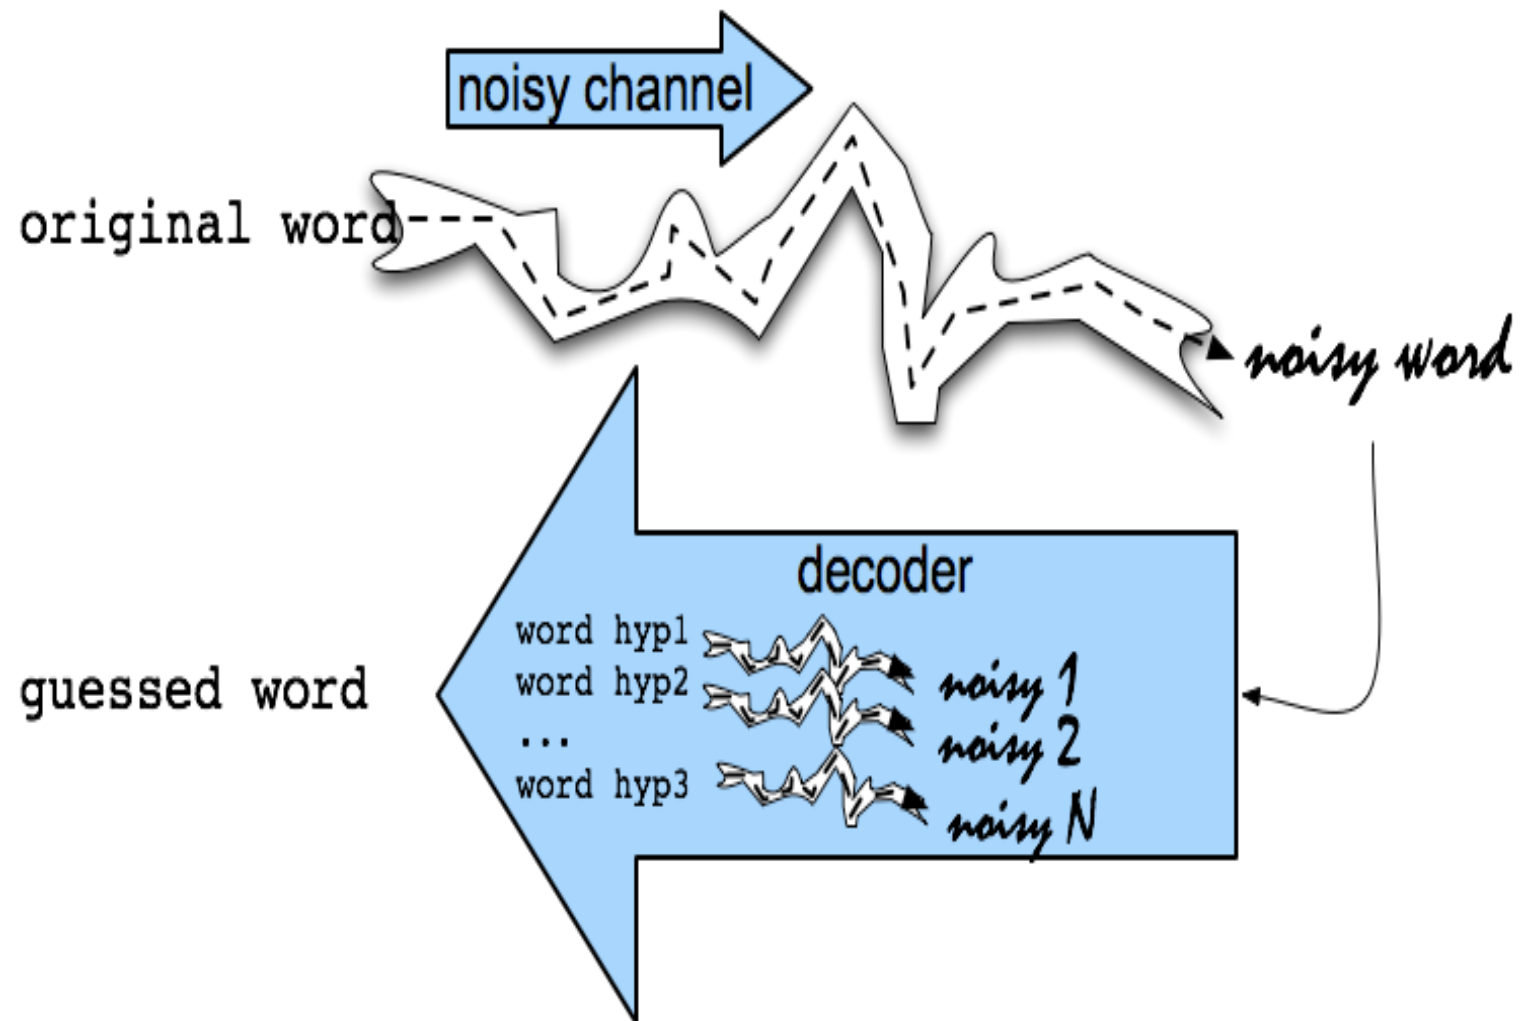 noisy channel
original word
noisy word
decoder
word hyp1
noisy 1
word hyp2
noisy 2
...
word hyp3
noisy N
guessed word